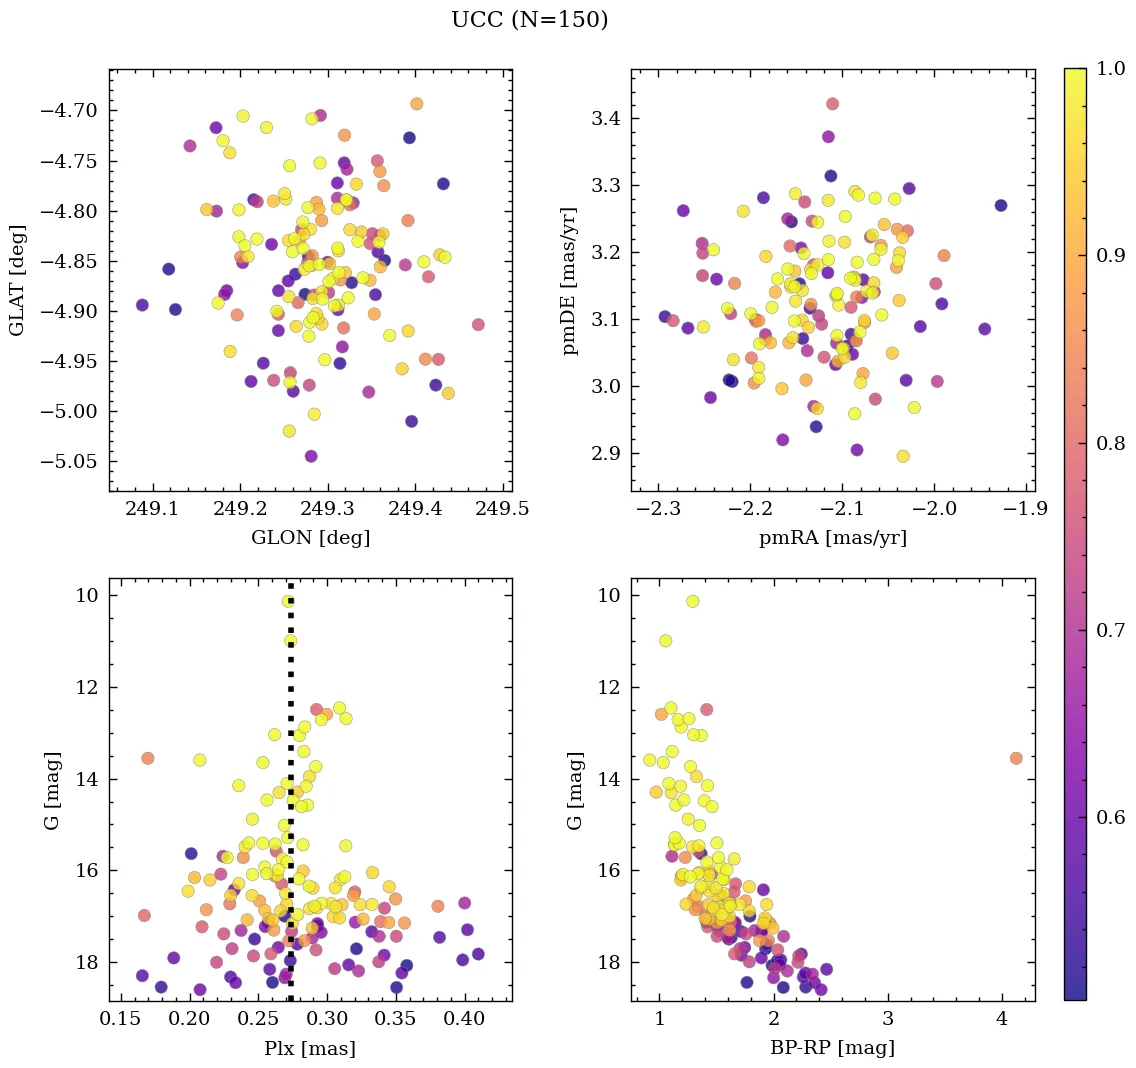 UCC (N=150)
−4.70
−4.75
−4.80
−4.85
−4.90
−4.95
−5.00
−5.05
GLAT [deg]
249.1 249.2 249.3 249.4 249.5
GLON [deg]
3.4
3.3
3.2
3.1
3.0
2.9
pmDE [mas/yr]
−2.3 −2.2 −2.1 −2.0 −1.9
pmRA [mas/yr]
1.0
0.9
0.8
0.7
0.6
10
12
14
16
18
G [mag]
0.15 0.20 0.25 0.30 0.35 0.40
Plx [mas]
10
12
14
16
18
G [mag]
1 2 3 4
BP-RP [mag]